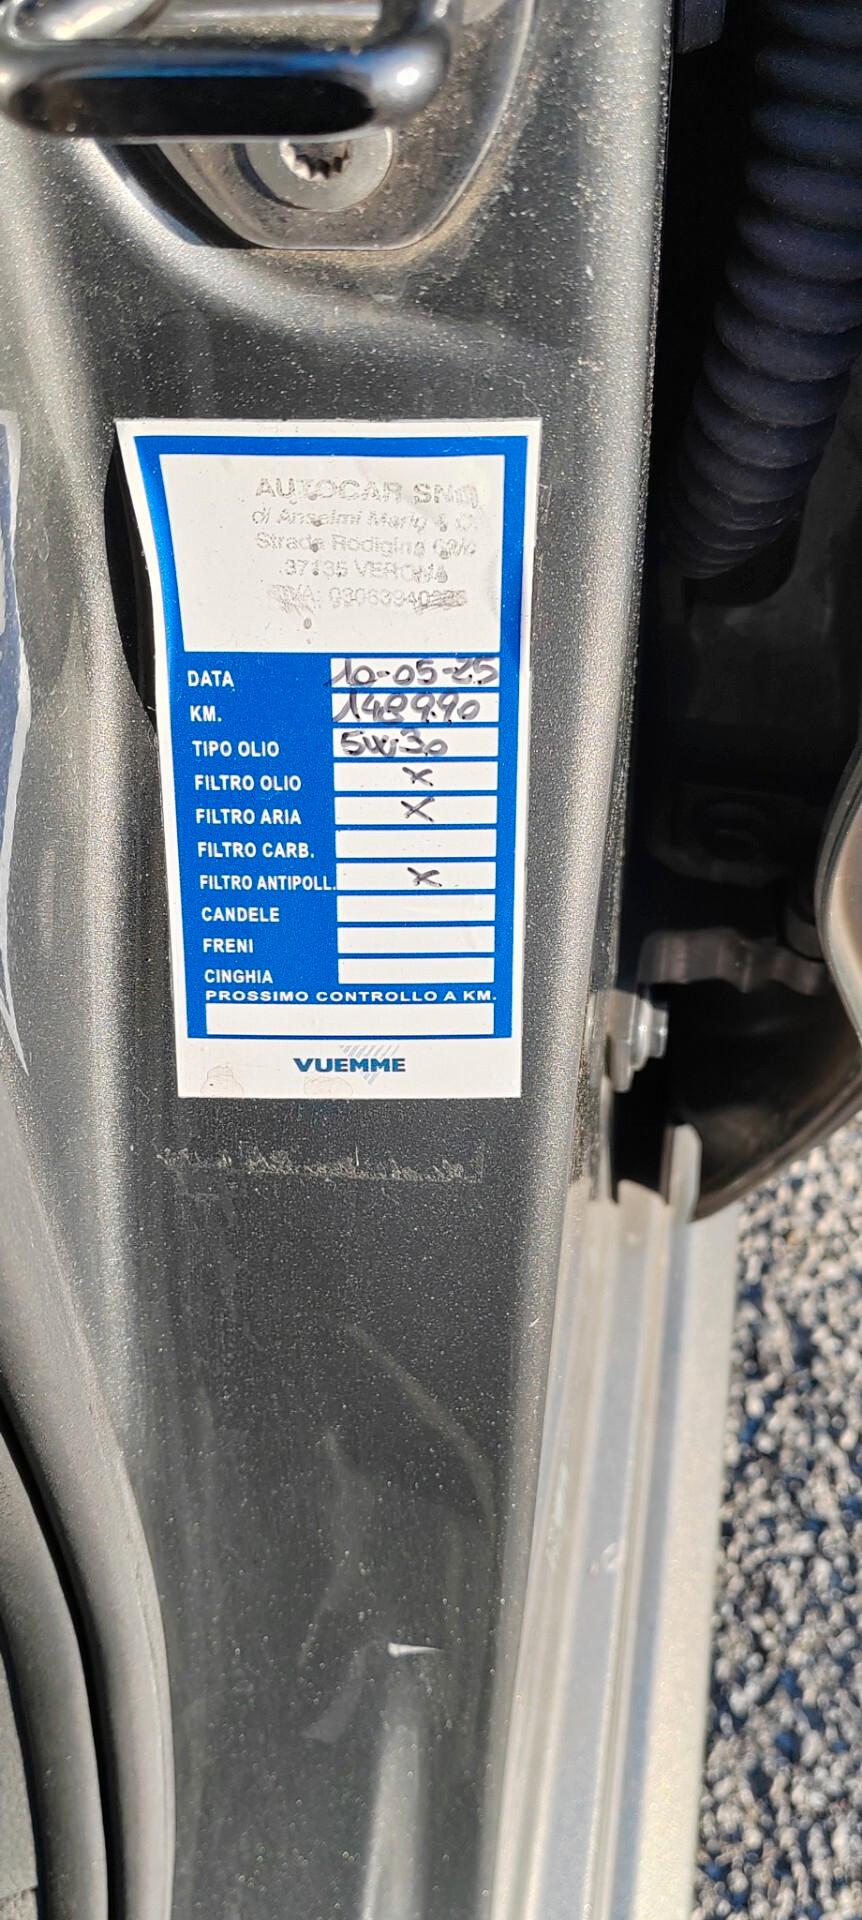 AUTOCAR SNC
di Anselmi Mario & C.
Strada Rodigina
37135 VERONA
DATA 10-05-25
KM. 148990
TIPO OLIO 5W30
FILTRO OLIO X
FILTRO ARIA X
FILTRO CARB.
FILTRO ANTIPOLL. X
CANDELE
FRENI
CINGHIA
PROSSIMO CONTROLLO A KM.
VUEMME